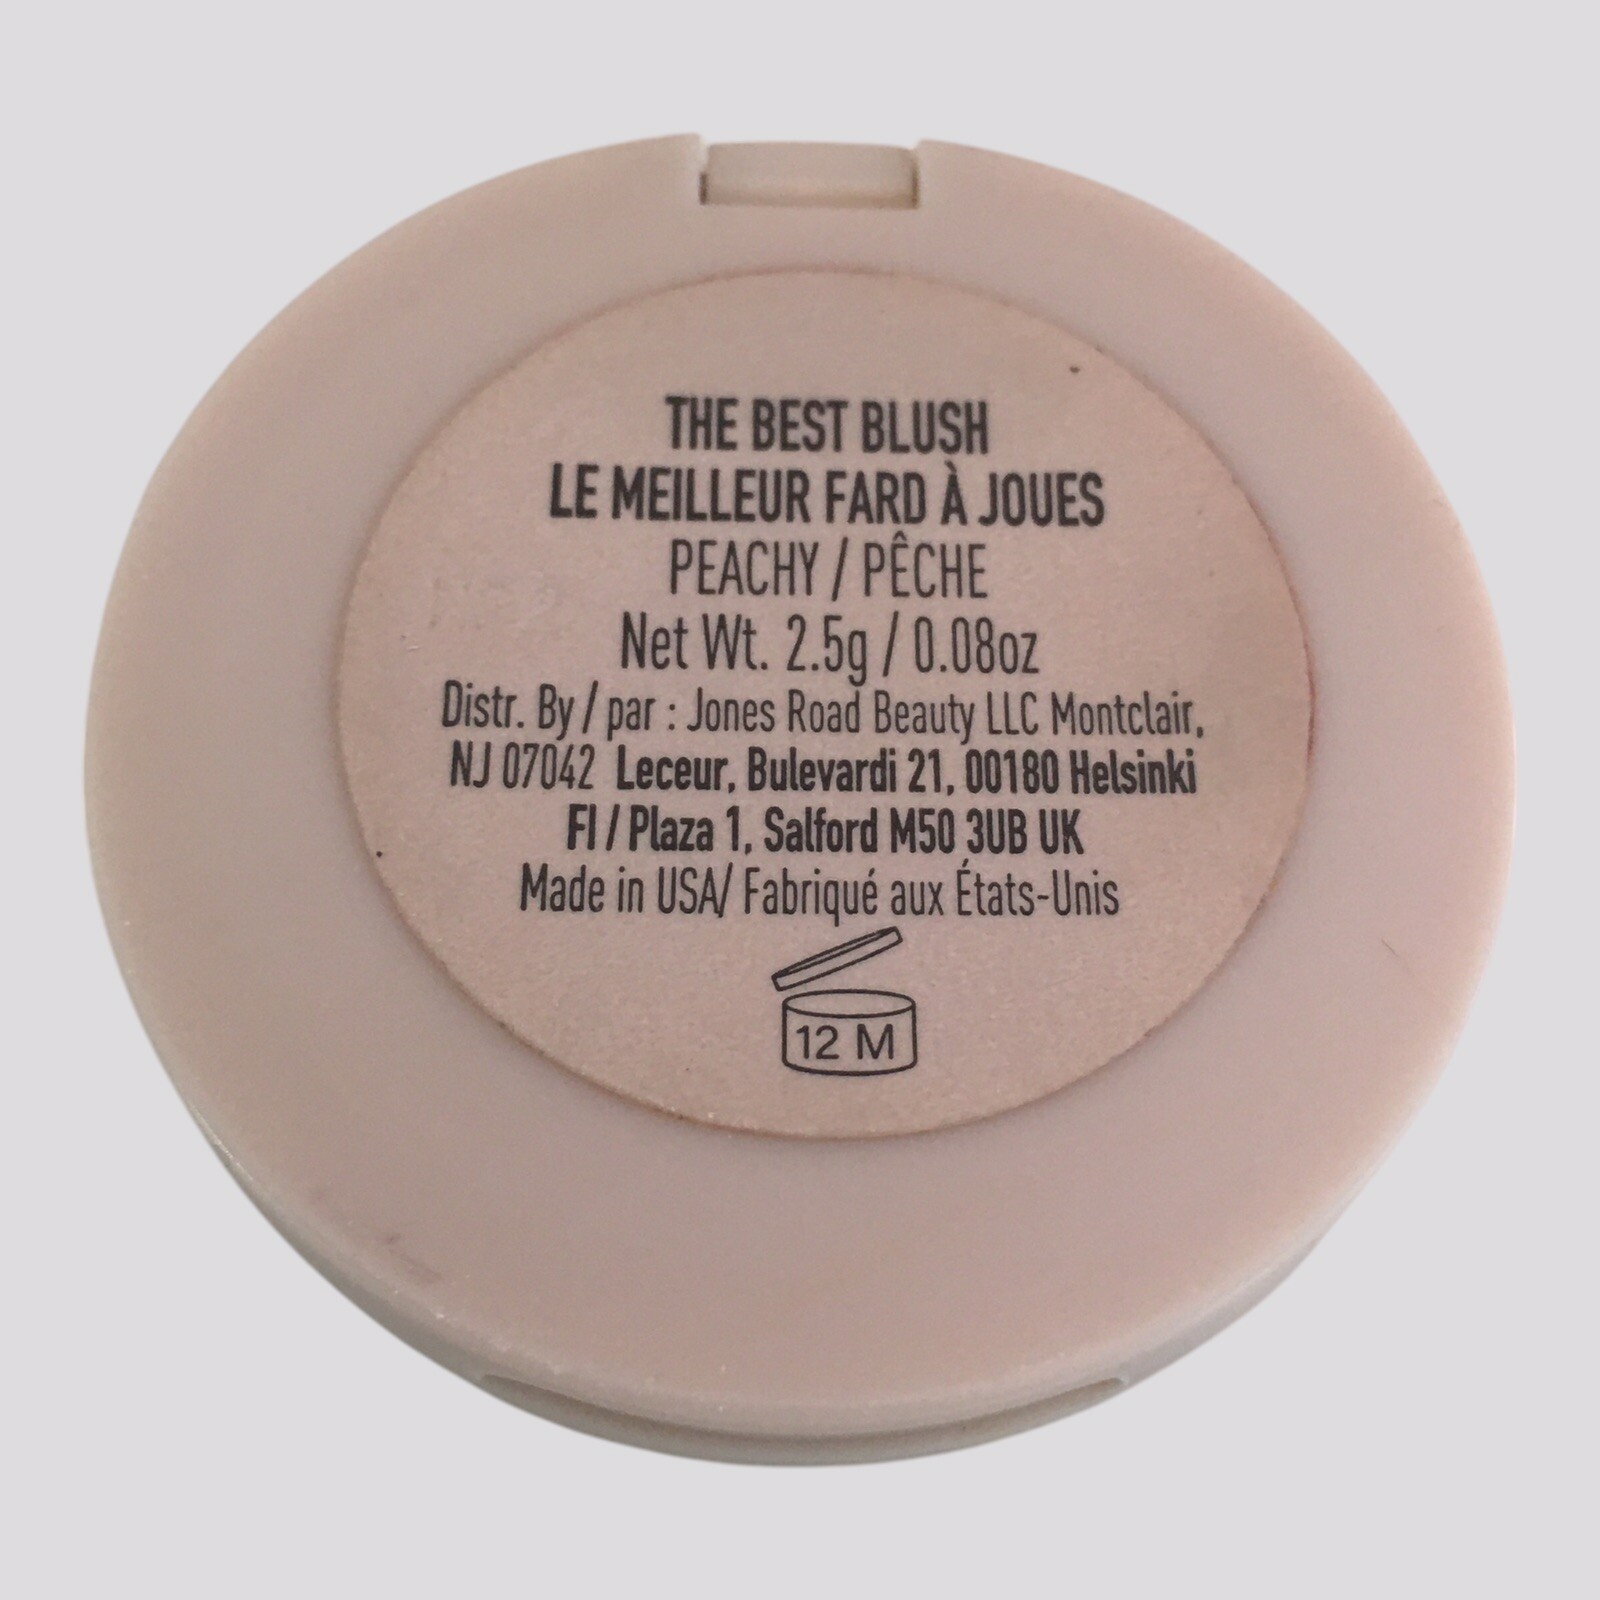 THE BEST BLUSH
LE MEILLEUR FARD À JOUES
PEACHY / PÊCHE
Net Wt. 2.5g / 0.08oz
Distr. By / par : Jones Road Beauty LLC Montclair,
NJ 07042 Leceur, Bulevardi 21, 00180 Helsinki
FI / Plaza 1, Salford M50 3UB UK
Made in USA/ Fabriqué aux États-Unis
12 M